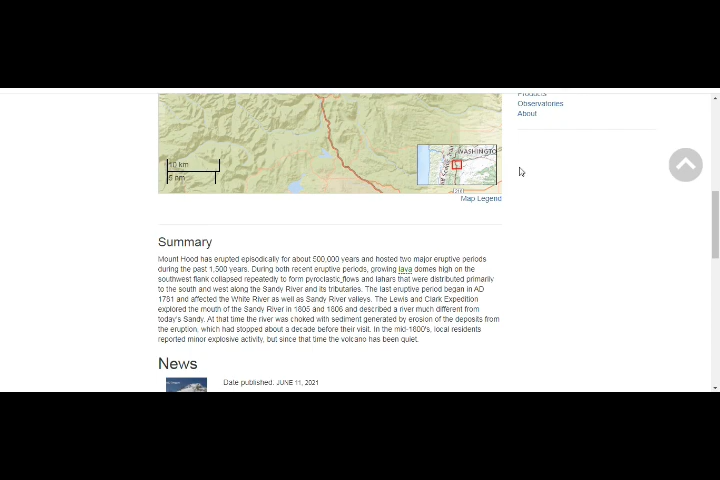 Products
Observatories
About
WASHINGTON
10 km
5 nm
Map Legend
Summary
Mount Hood has erupted episodically for about 500,000 years and hosted two major eruptive periods
during the past 1,500 years. During both recent eruptive periods, growing lava domes high on the
southwest flank collapsed repeatedly to form pyroclastic_flows and lahars that were distributed primarily
to the south and west along the Sandy River and its tributaries. The last eruptive period began in AD
1781 and affected the White River as well as Sandy River valleys. The Lewis and Clark Expedition
explored the mouth of the Sandy River in 1805 and 1806 and described a river much different from
today's Sandy. At that time the river was choked with sediment generated by erosion of the deposits from
the eruption, which had stopped about a decade before their visit. In the mid-1800's, local residents
reported minor explosive activity, but since that time the volcano has been quiet.
News
Date published: JUNE 11, 2021